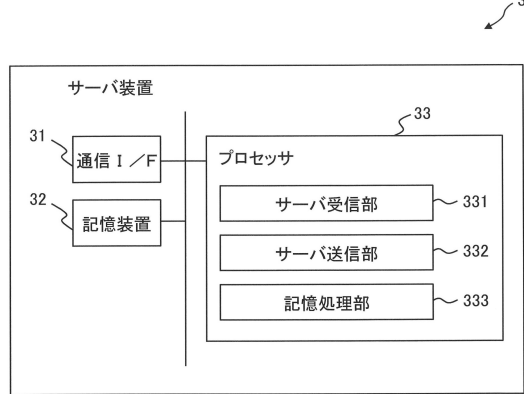 3
サーバ装置
33
31
通信Ｉ／Ｆ
プロセッサ
32
記憶装置
サーバ受信部
331
サーバ送信部
332
記憶処理部
333